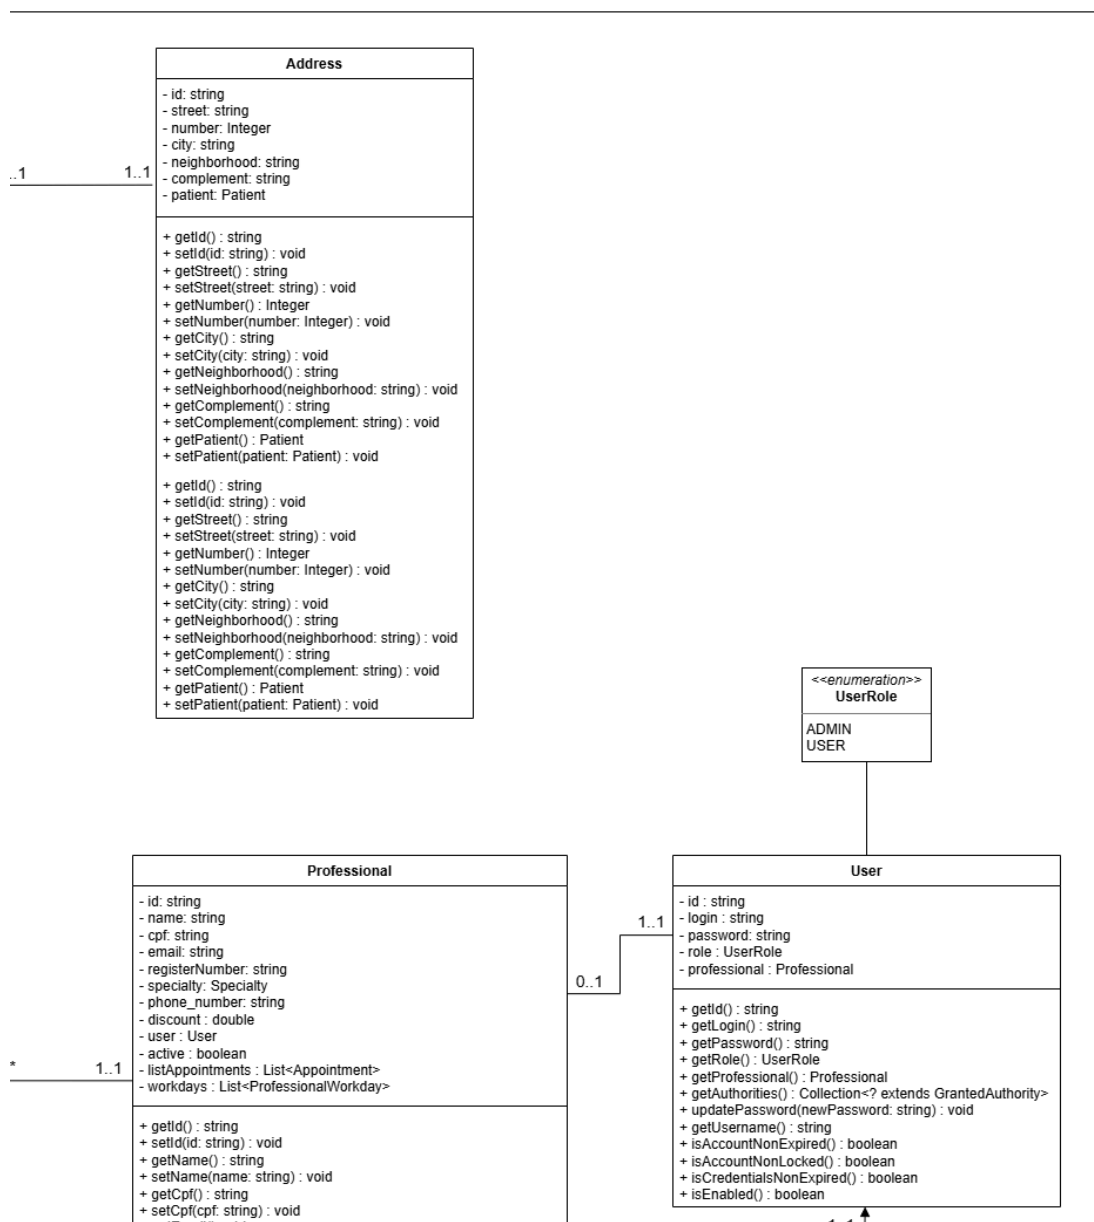 Address
- id: string
- street: string
- number: Integer
- city: string
- neighborhood: string
- complement: string
- patient: Patient
..1
1..1
+ getId() : string
+ setId(id: string) : void
+ getStreet() : string
+ setStreet(street: string) : void
+ getNumber() : Integer
+ setNumber(number: Integer) : void
+ getCity() : string
+ setCity(city: string) : void
+ getNeighborhood() : string
+ setNeighborhood(neighborhood: string) : void
+ getComplement() : string
+ setComplement(complement: string) : void
+ getPatient() : Patient
+ setPatient(patient: Patient) : void
+ getId() : string
+ setId(id: string) : void
+ getStreet() : string
+ setStreet(street: string) : void
+ getNumber() : Integer
+ setNumber(number: Integer) : void
+ getCity() : string
+ setCity(city: string) : void
+ getNeighborhood() : string
+ setNeighborhood(neighborhood: string) : void
+ getComplement() : string
+ setComplement(complement: string) : void
+ getPatient() : Patient
+ setPatient(patient: Patient) : void
<<enumeration>>
UserRole
ADMIN
USER
Professional
- id: string
- name: string
- cpf: string
- email: string
- registerNumber: string
- specialty: Specialty
- phone_number: string
- discount : double
- user : User
- active : boolean
- listAppointments : List<Appointment>
- workdays : List<ProfessionalWorkday>
*
1..1
+ getId() : string
+ setId(id: string) : void
+ getName() : string
+ setName(name: string) : void
+ getCpf() : string
+ setCpf(cpf: string) : void
0..1
1..1
User
- id : string
- login : string
- password: string
- role : UserRole
- professional : Professional
+ getId() : string
+ getLogin() : string
+ getPassword() : string
+ getRole() : UserRole
+ getProfessional() : Professional
+ getAuthorities() : Collection<? extends GrantedAuthority>
+ updatePassword(newPassword: string) : void
+ getUsername() : string
+ isAccountNonExpired() : boolean
+ isAccountNonLocked() : boolean
+ isCredentialsNonExpired() : boolean
+ isEnabled() : boolean